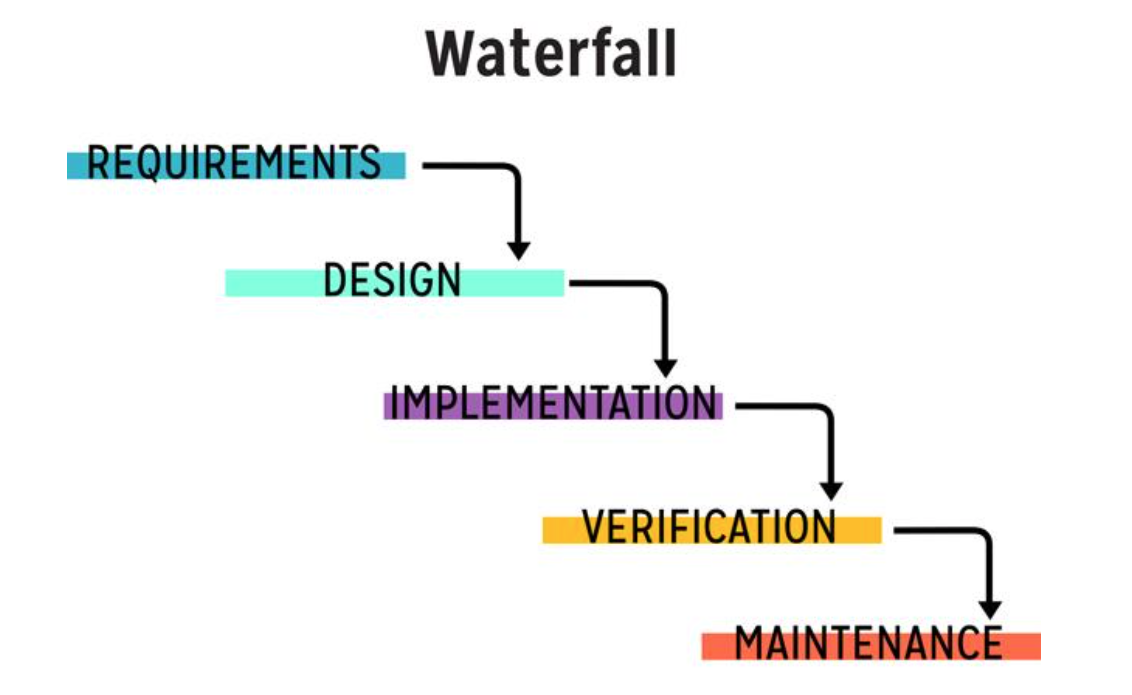 Waterfall
REQUIREMENTS
DESIGN
IMPLEMENTATION
VERIFICATION
MAINTENANCE